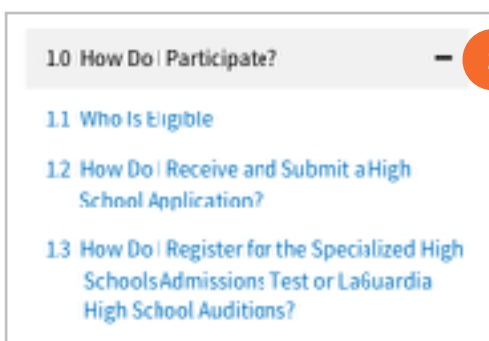 1.0 How Do I Participate?
1.1 Who Is Eligible
1.2 How Do I Receive and Submit a High
School Application?
1.3 How Do I Register for the Specialized High
Schools Admissions Test or LaGuardia
High School Auditions?